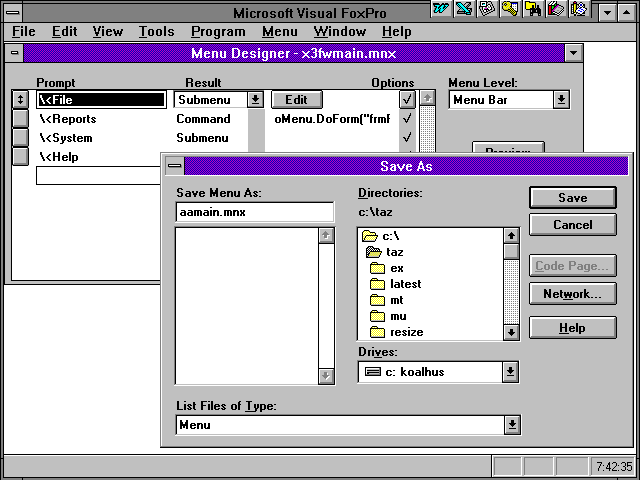 Microsoft Visual FoxPro
File Edit View Tools Program Menu Window Help
Menu Designer - x3fwmain.mnx
Prompt Result Options Menu Level:
\<File Submenu Edit √ Menu Bar
\<Reports Command oMenu.DoForm("frmF √
\<System Submenu √
\<Help
Preview
Save As
Save Menu As: Directories: Save
aamain.mnx c:\taz Cancel
c:\
taz
ex Code Page...
latest
mt Network...
mu
resize Help
Drives:
c: koalhus
List Files of Type:
Menu
7:42:35